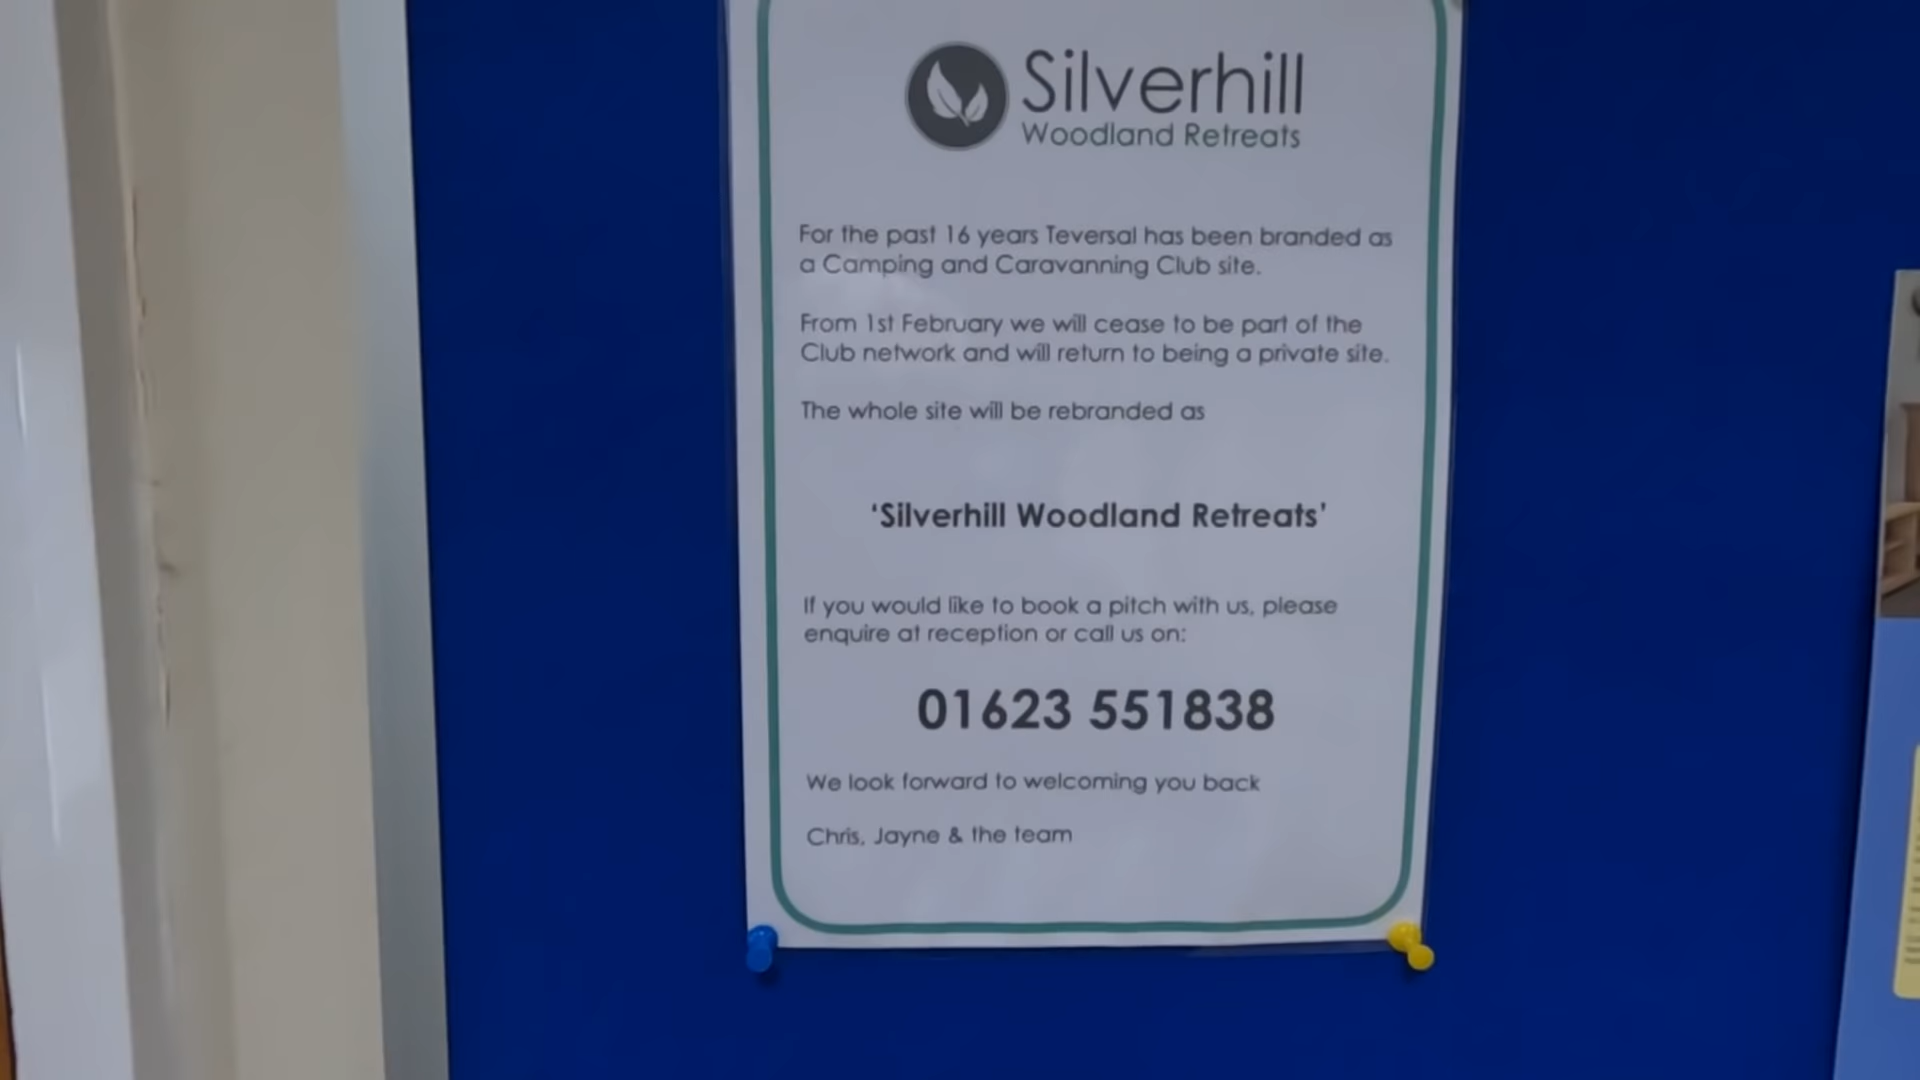 Silverhill
Woodland Retreats
For the past 16 years Teversal has been branded as
a Camping and Caravanning Club site.
From 1st February we will cease to be part of the
Club network and will return to being a private site.
The whole site will be rebranded as
‘Silverhill Woodland Retreats’
If you would like to book a pitch with us, please
enquire at reception or call us on:
01623 551838
We look forward to welcoming you back
Chris, Jayne & the team